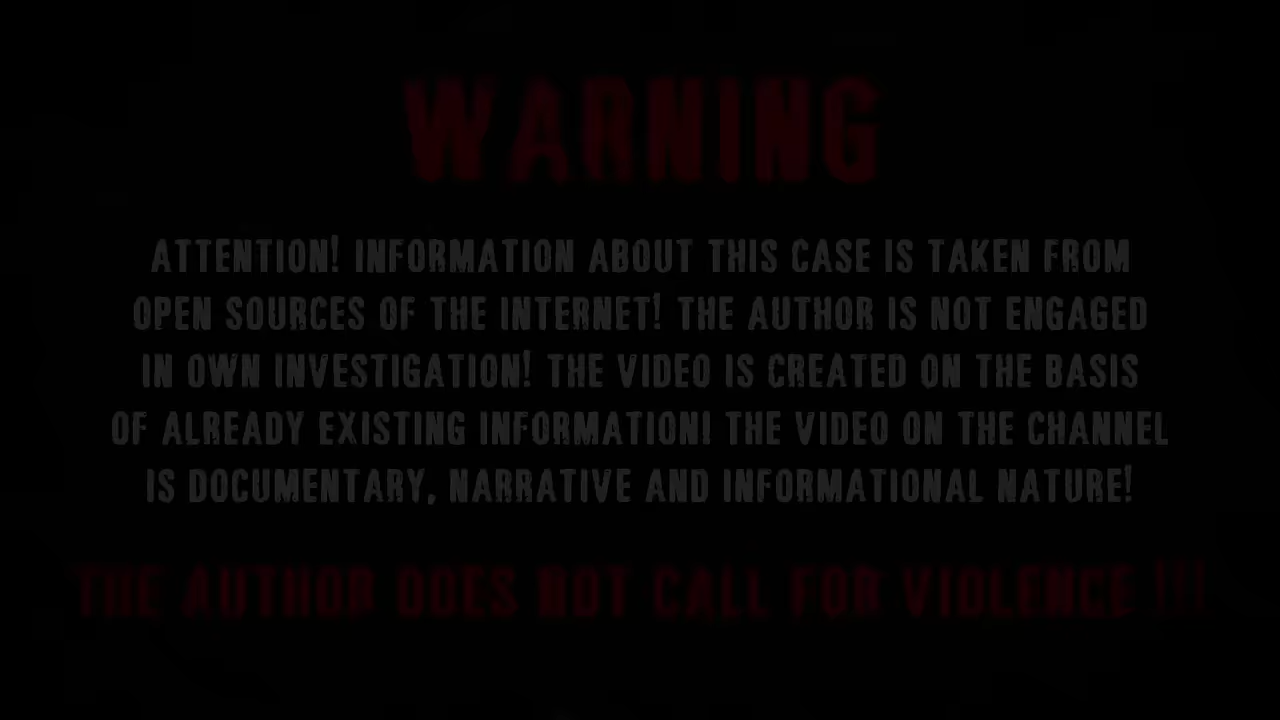 WARNING
ATTENTION! INFORMATION ABOUT THIS CASE IS TAKEN FROM
OPEN SOURCES OF THE INTERNET! THE AUTHOR IS NOT ENGAGED
IN OWN INVESTIGATION! THE VIDEO IS CREATED ON THE BASIS
OF ALREADY EXISTING INFORMATION! THE VIDEO ON THE CHANNEL
IS DOCUMENTARY, NARRATIVE AND INFORMATIONAL NATURE!
THE AUTHOR DOES NOT CALL FOR VIOLENCE !!!